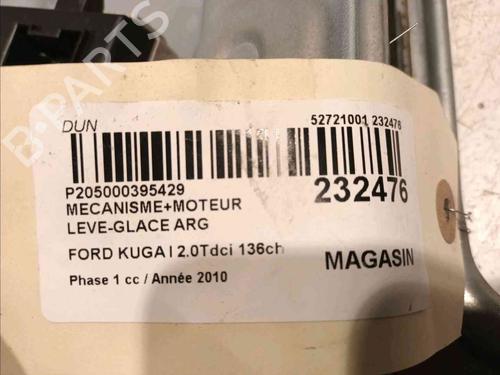 DUN
52721001 232476
P205000395429
232476
MECANISME+MOTEUR
LEVE-GLACE ARG
FORD KUGA I 2.0Tdci 136ch
MAGASIN
Phase 1 cc / Année 2010
B-PARTS